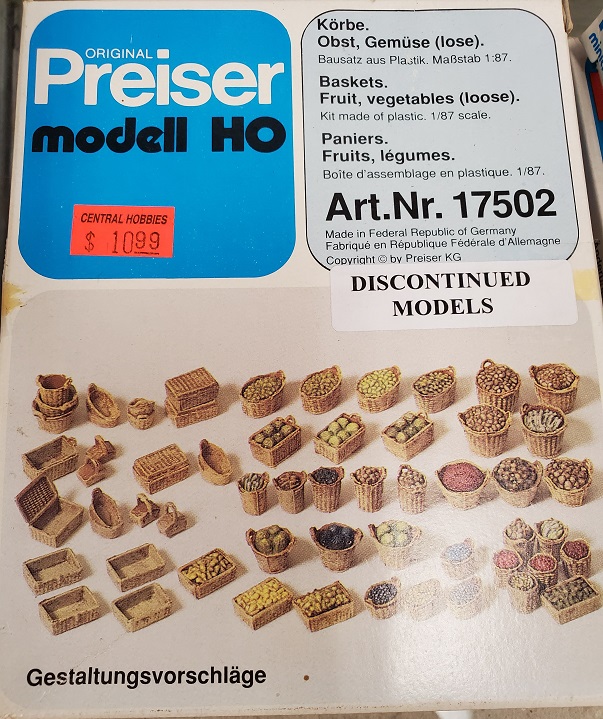 ORIGINAL
Preiser
modell HO
CENTRAL HOBBIES
$ 1099
Körbe.
Obst, Gemüse (lose).
Bausatz aus Plastik. Maßstab 1:87.
Baskets.
Fruit, vegetables (loose).
Kit made of plastic. 1/87 scale.
Paniers.
Fruits, légumes.
Boîte d'assemblage en plastique. 1/87.
Art.Nr. 17502
Made in Federal Republic of Germany
Fabriqué en République Fédérale d'Allemagne
Copyright © by Preiser KG
DISCONTINUED
MODELS
Gestaltungsvorschläge